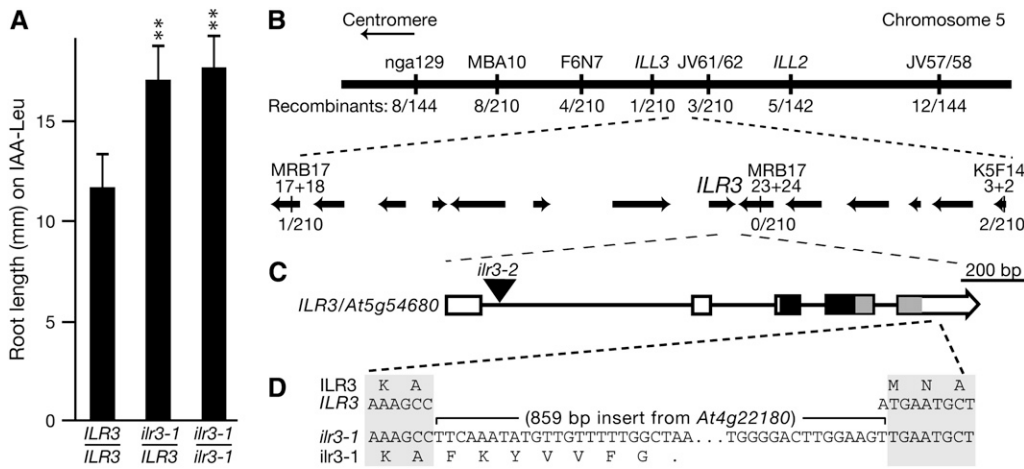 A
Root length (mm) on IAA-Leu
15
10
5
0
**
**
ILR3
ILR3
ilr3-1
ILR3
ilr3-1
ilr3-1
B
Centromere
Chromosome 5
nga129 MBA10 F6N7 ILL3 JV61/62 ILL2 JV57/58
Recombinants: 8/144 8/210 4/210 1/210 3/210 5/142 12/144
MRB17 MRB17 K5F14
17+18 ILR3 23+24 3+2
1/210 0/210 2/210
C
ilr3-2
200 bp
ILR3/At5g54680
D
ILR3 K A M N A
ILR3 AAAGCC ATGAATGCT
(859 bp insert from At4g22180)
ilr3-1 AAAGCCTTCAAATATGTTGTTTTTGGCTAA...TGGGGACTTGGAAGTTGAATGCT
ilr3-1 K A F K Y V V F G .